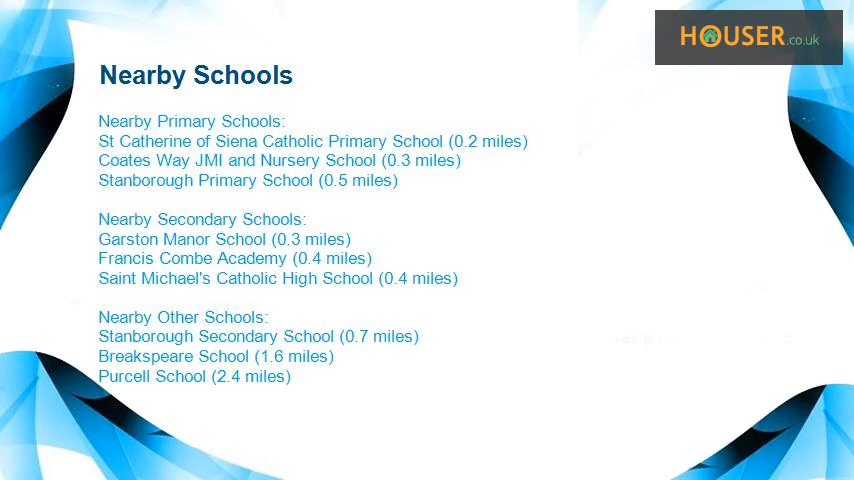 HOUSER.co.uk
Nearby Schools
Nearby Primary Schools:
St Catherine of Siena Catholic Primary School (0.2 miles)
Coates Way JMI and Nursery School (0.3 miles)
Stanborough Primary School (0.5 miles)
Nearby Secondary Schools:
Garston Manor School (0.3 miles)
Francis Combe Academy (0.4 miles)
Saint Michael's Catholic High School (0.4 miles)
Nearby Other Schools:
Stanborough Secondary School (0.7 miles)
Breakspeare School (1.6 miles)
Purcell School (2.4 miles)